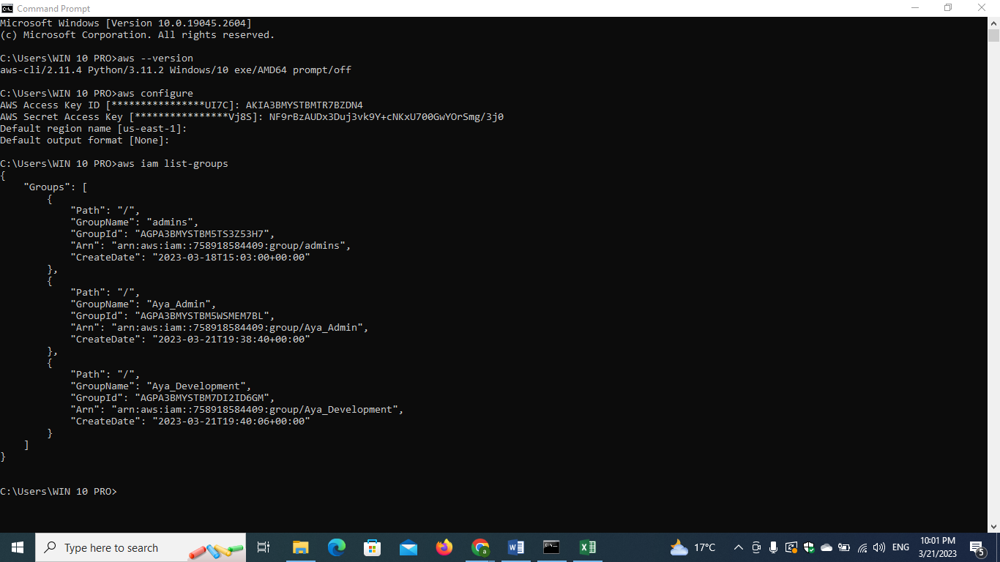 Command Prompt
Microsoft Windows [Version 10.0.19045.2604]
(c) Microsoft Corporation. All rights reserved.
C:\Users\WIN 10 PRO>aws --version
aws-cli/2.11.4 Python/3.11.2 Windows/10 exe/AMD64 prompt/off
C:\Users\WIN 10 PRO>aws configure
AWS Access Key ID [****************UI7C]: AKIA3BMYSTBMTR7BZDN4
AWS Secret Access Key [****************Vj8S]: 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
Default region name [us-east-1]:
Default output format [None]:
C:\Users\WIN 10 PRO>aws iam list-groups
{
    "Groups": [
        {
            "Path": "/",
            "GroupName": "admins",
            "GroupId": "AGPA3BMYSTBM5TS3Z53H7",
            "Arn": "arn:aws:iam::758918584409:group/admins",
            "CreateDate": "2023-03-18T15:03:00+00:00"
        },
        {
            "Path": "/",
            "GroupName": "Aya_Admin",
            "GroupId": "AGPA3BMYSTBM5WSMEM7BL",
            "Arn": "arn:aws:iam::758918584409:group/Aya_Admin",
            "CreateDate": "2023-03-21T19:38:40+00:00"
        },
        {
            "Path": "/",
            "GroupName": "Aya_Development",
            "GroupId": "AGPA3BMYSTBM7DI2ID6GM",
            "Arn": "arn:aws:iam::758918584409:group/Aya_Development",
            "CreateDate": "2023-03-21T19:40:06+00:00"
        }
    ]
}
C:\Users\WIN 10 PRO>
Type here to search
17°C
ENG
10:01 PM
3/21/2023
5